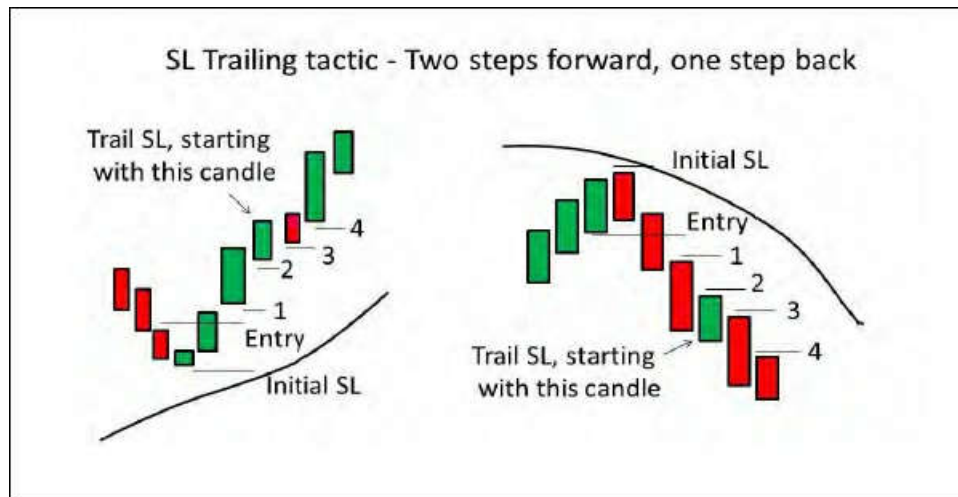 SL Trailing tactic - Two steps forward, one step back
Trail SL, starting
with this candle
4
3
2
1
Entry
Initial SL
Initial SL
Entry
1
2
3
4
Trail SL, starting
with this candle